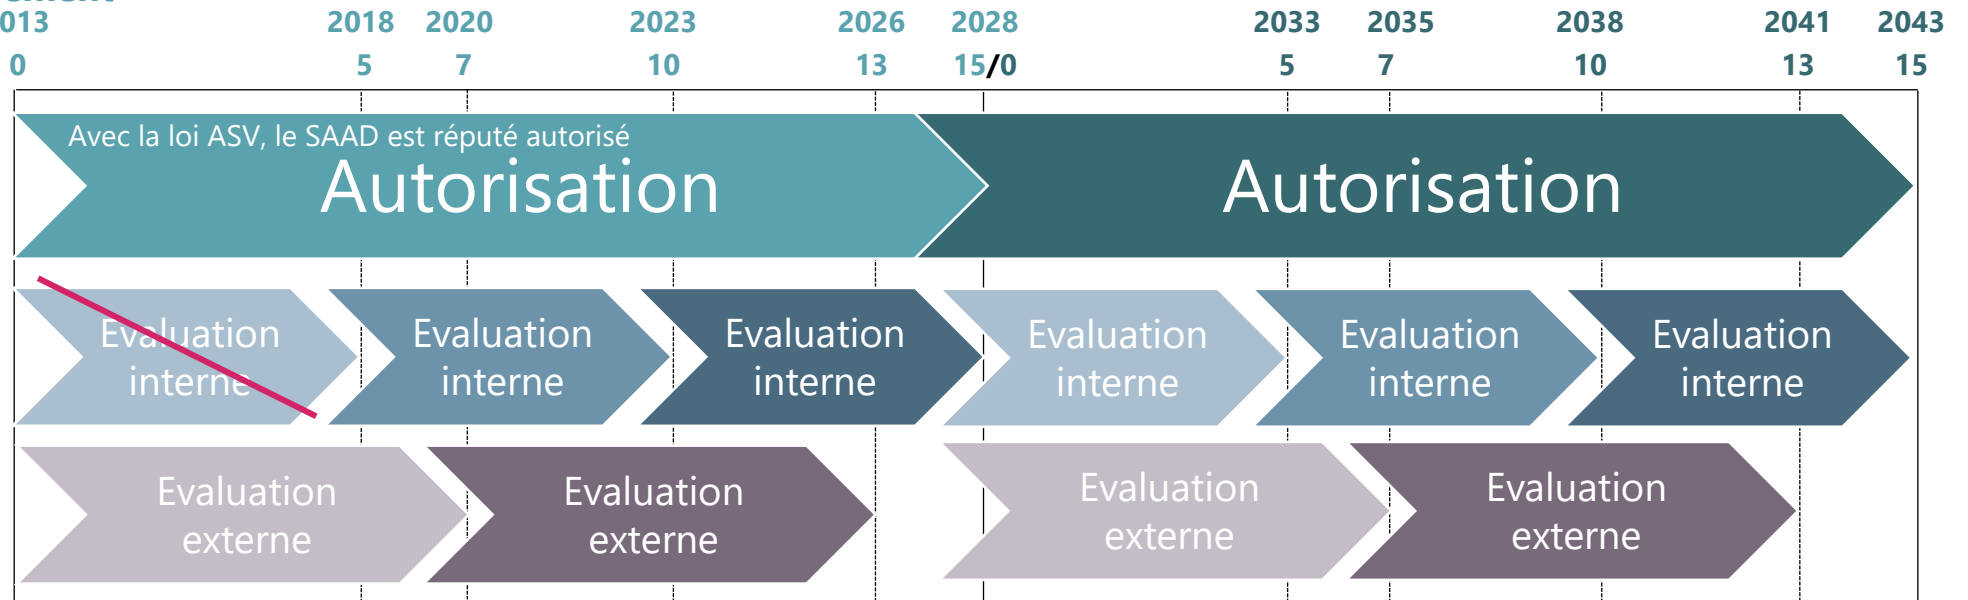 013 2018 2020 2023 2026 2028 2033 2035 2038 2041 2043
0 5 7 10 13 15/0 5 7 10 13 15
Avec la loi ASV, le SAAD est réputé autorisé
Autorisation
Autorisation
Evaluation
interne
Evaluation
interne
Evaluation
interne
Evaluation
interne
Evaluation
interne
Evaluation
interne
Evaluation
externe
Evaluation
externe
Evaluation
externe
Evaluation
externe